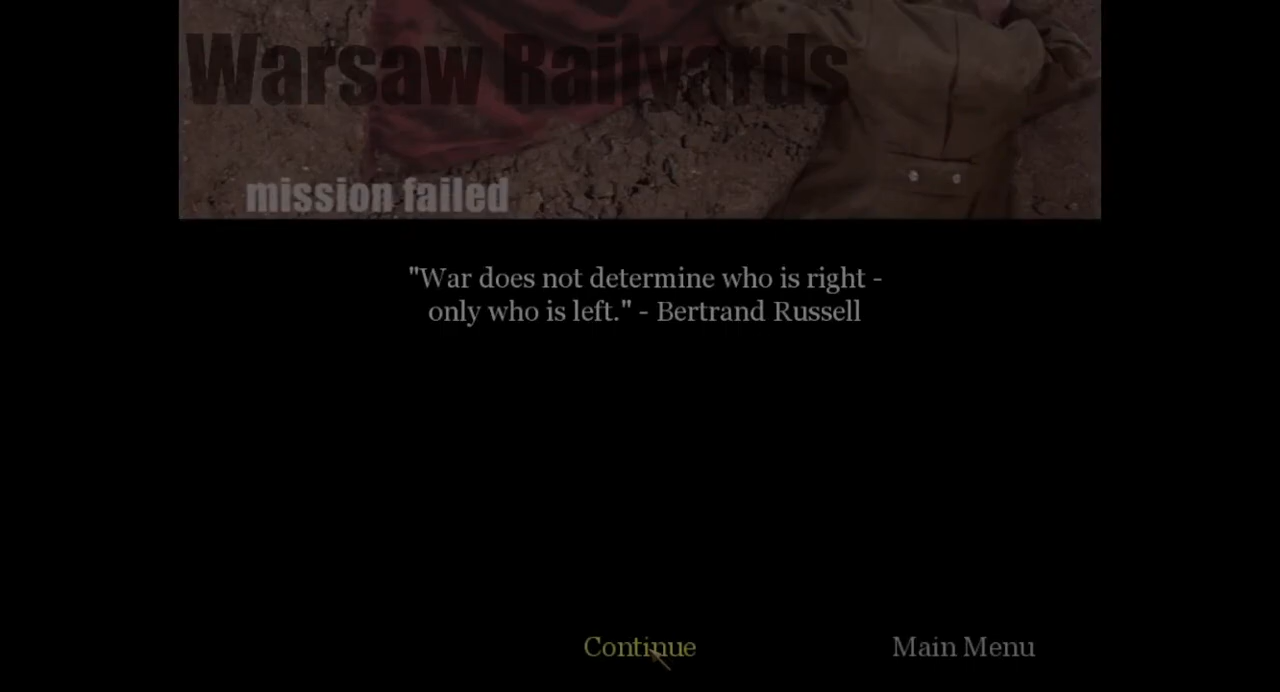 Warsaw Railyards
mission failed
"War does not determine who is right -
only who is left." - Bertrand Russell
Continue
Main Menu